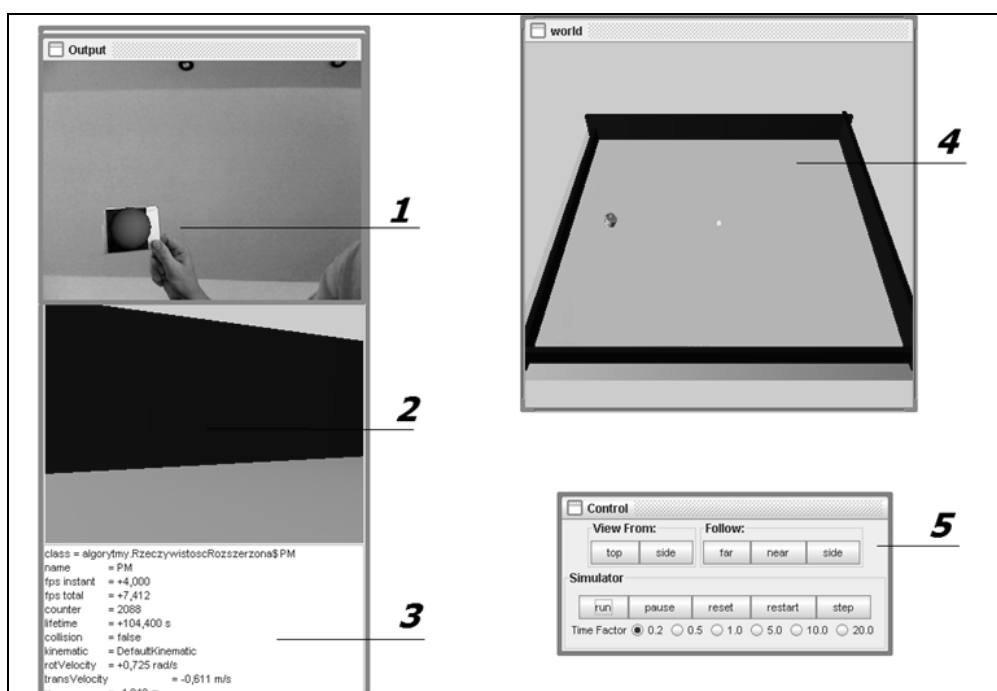 Output
1
2
class = algorytmy.RzeczywistoscRozszerzona$PM
name = PM
fps instant = +4,000
fps total = +7,412
counter = 2088
lifetime = +104,400 s
collision = false
kinematic = DefaultKinematic
rotVelocity = +0,725 rad/s
transVelocity = -0,611 m/s
3
world
4
Control
View From: Follow:
top side far near side
Simulator
run pause reset restart step
Time Factor 0.2 0.5 1.0 5.0 10.0 20.0
5